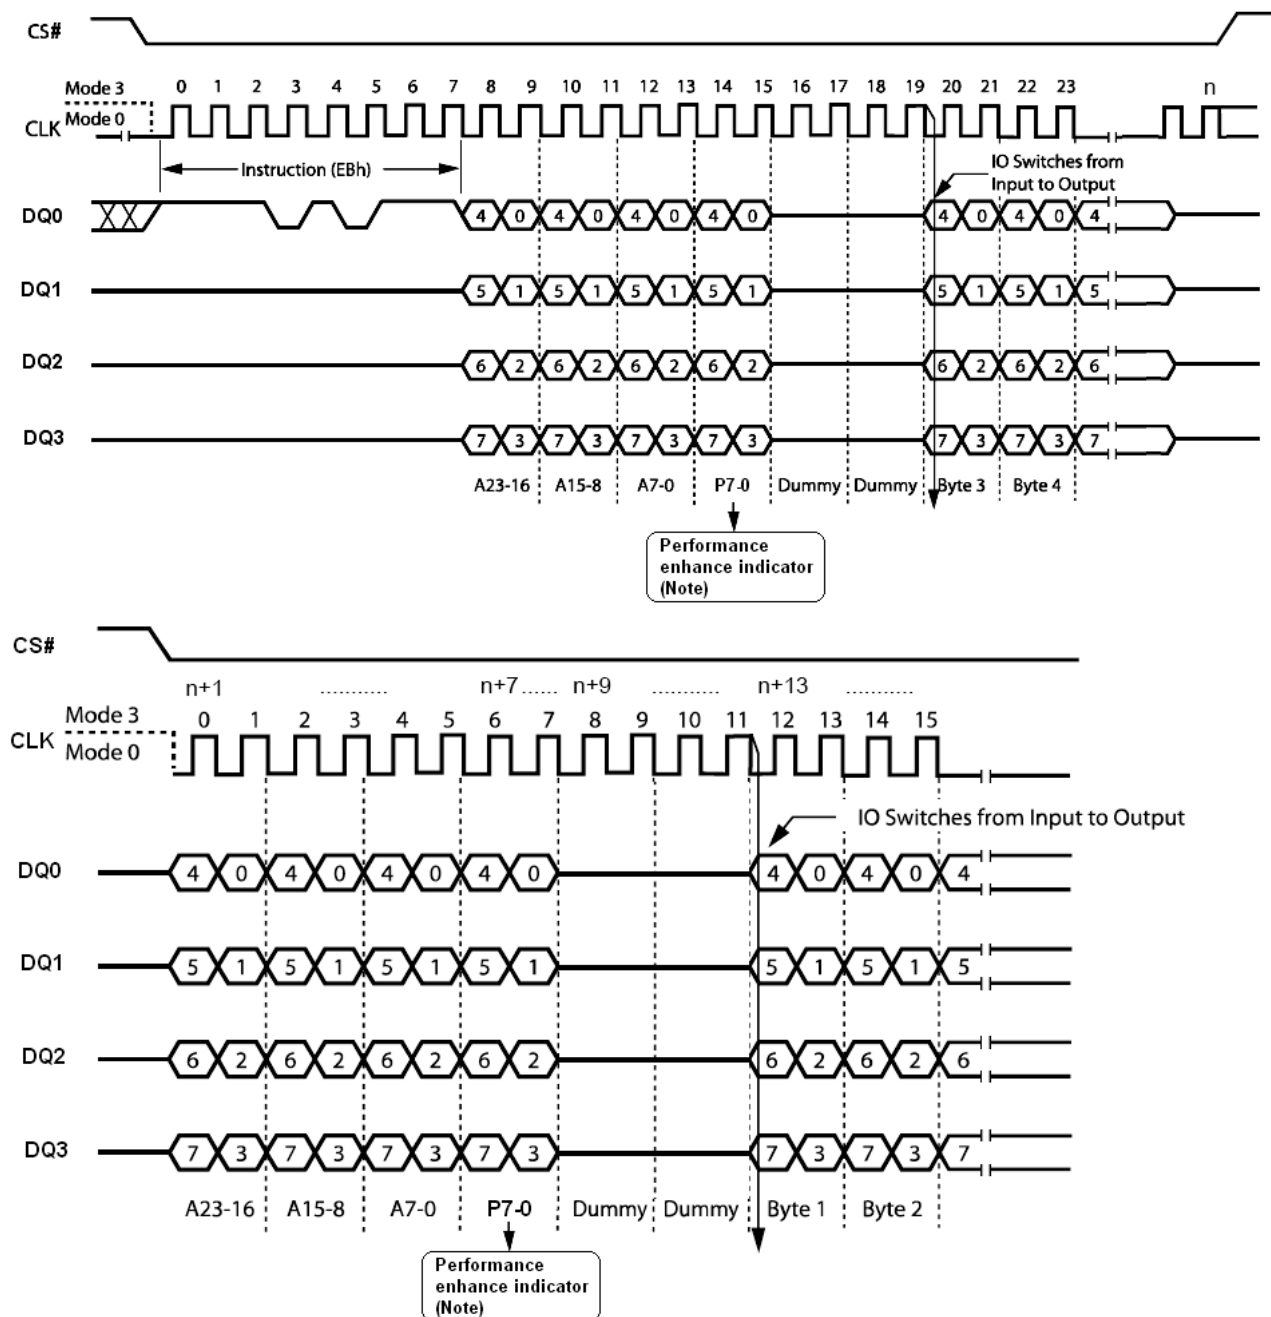 CS#
Mode 3
0 1 2 3 4 5 6 7 8 9 10 11 12 13 14 15 16 17 18 19 20 21 22 23 n
Mode 0
CLK
Instruction (EBh)
IO Switches from
Input to Output
DQ0 4 0 4 0 4 0 4 0 4 0 4 0 4
DQ1 5 1 5 1 5 1 5 1 5 1 5 1 5
DQ2 6 2 6 2 6 2 6 2 6 2 6 2 6
DQ3 7 3 7 3 7 3 7 3 7 3 7 3 7
A23-16 A15-8 A7-0 P7-0 Dummy Dummy Byte 3 Byte 4
Performance
enhance indicator
(Note)
CS#
n+1 ........... n+7 ...... n+9 ........... n+13 ...........
Mode 3
0 1 2 3 4 5 6 7 8 9 10 11 12 13 14 15
CLK
Mode 0
IO Switches from Input to Output
DQ0 4 0 4 0 4 0 4 0 4 0 4 0 4
DQ1 5 1 5 1 5 1 5 1 5 1 5 1 5
DQ2 6 2 6 2 6 2 6 2 6 2 6 2 6
DQ3 7 3 7 3 7 3 7 3 7 3 7 3 7
A23-16 A15-8 A7-0 P7-0 Dummy Dummy Byte 1 Byte 2
Performance
enhance indicator
(Note)